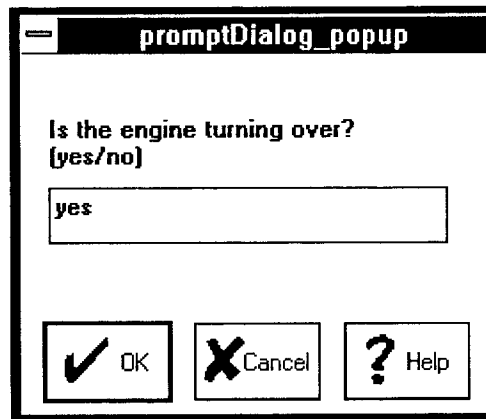 promptDialog_popup
Is the engine turning over?
(yes/no)
yes
OK Cancel Help